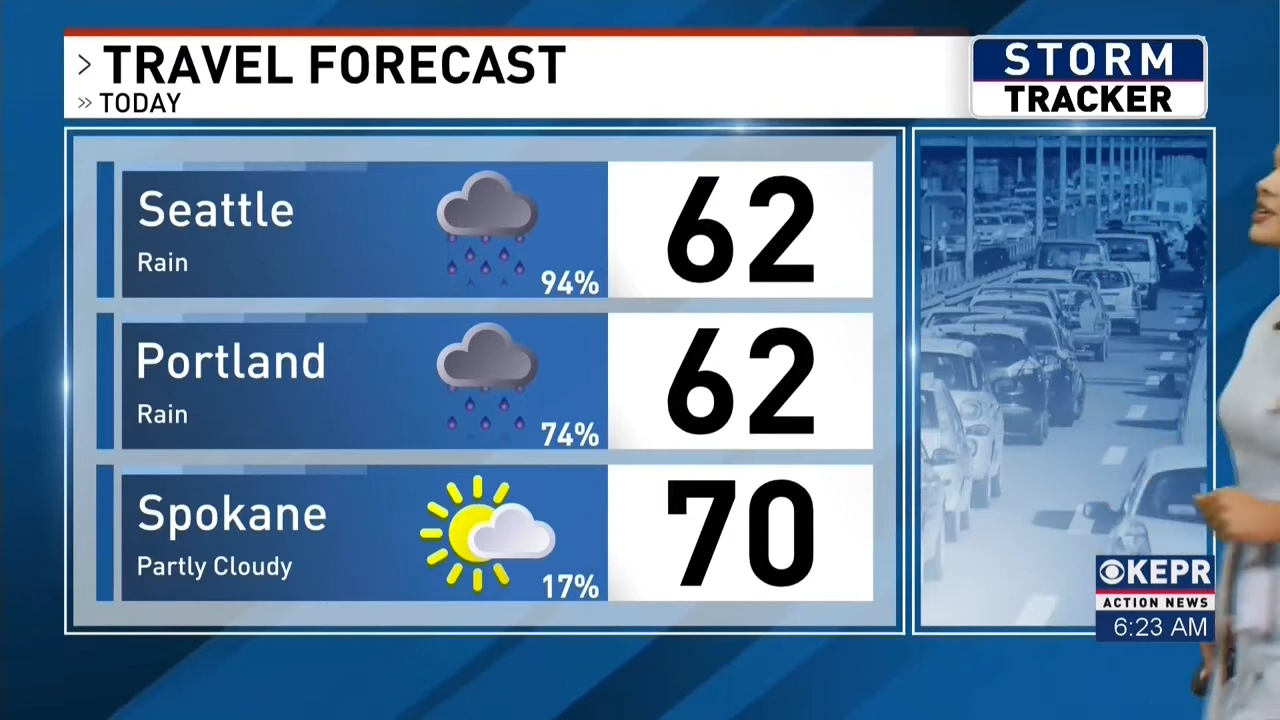 > TRAVEL FORECAST
>> TODAY
STORM
TRACKER
Seattle
Rain
94%
62
Portland
Rain
74%
62
Spokane
Partly Cloudy
17%
70
KEPR
ACTION NEWS
6:23 AM